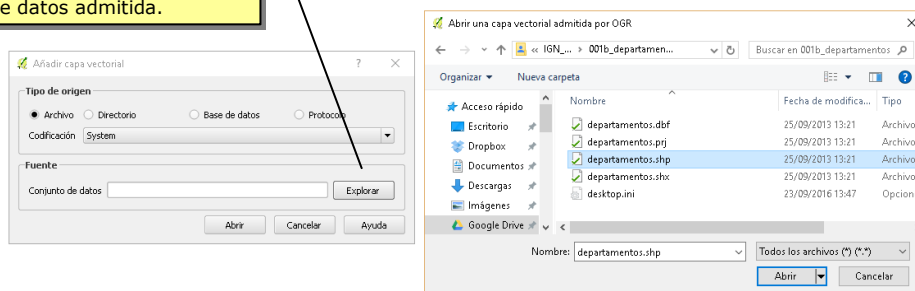 e datos admitida.
Añadir capa vectorial
Tipo de origen
Archivo Directorio Base de datos Protocolo
Codificación System
Fuente
Conjunto de datos Explorar
Abrir Cancelar Ayuda
Abrir una capa vectorial admitida por OGR
« IGN_... › 001b_departamen... Buscar en 001b_departamentos
Organizar Nueva carpeta
Nombre Fecha de modifica... Tipo
Acceso rápido
Escritorio
Dropbox
Documentos
Descargas
Imágenes
Google Drive
departamentos.dbf 25/09/2013 13:21 Archivo
departamentos.prj 25/09/2013 13:21 Archivo
departamentos.shp 25/09/2013 13:21 Archivo
departamentos.shx 25/09/2013 13:21 Archivo
desktop.ini 23/09/2016 13:47 Opcion
Nombre: departamentos.shp Todos los archivos (*) (*.*)
Abrir Cancelar